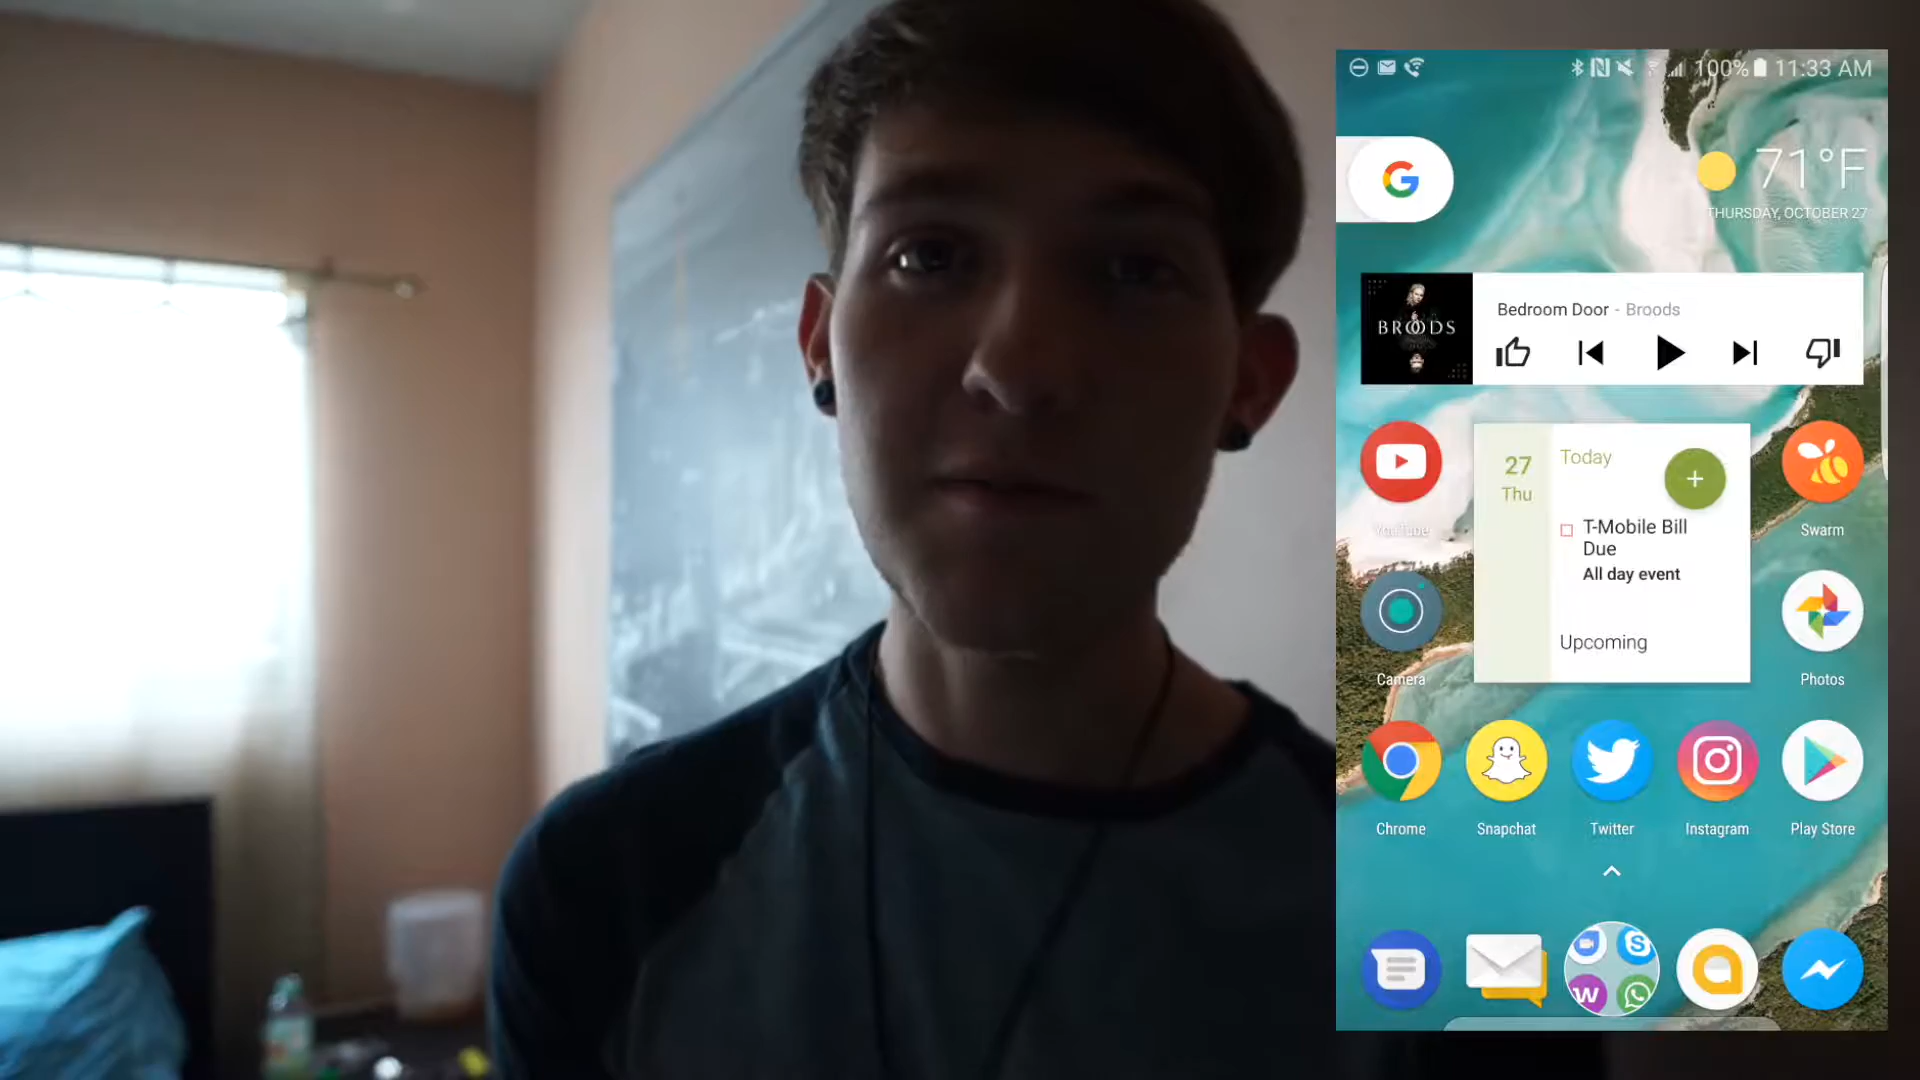 100% 11:33 AM
G
71°F
THURSDAY, OCTOBER 27
BROODS
Bedroom Door - Broods
27
Thu
Today
+
T-Mobile Bill
Due
All day event
Upcoming
YouTube
Swarm
Camera
Photos
Chrome
Snapchat
Twitter
Instagram
Play Store
S
W